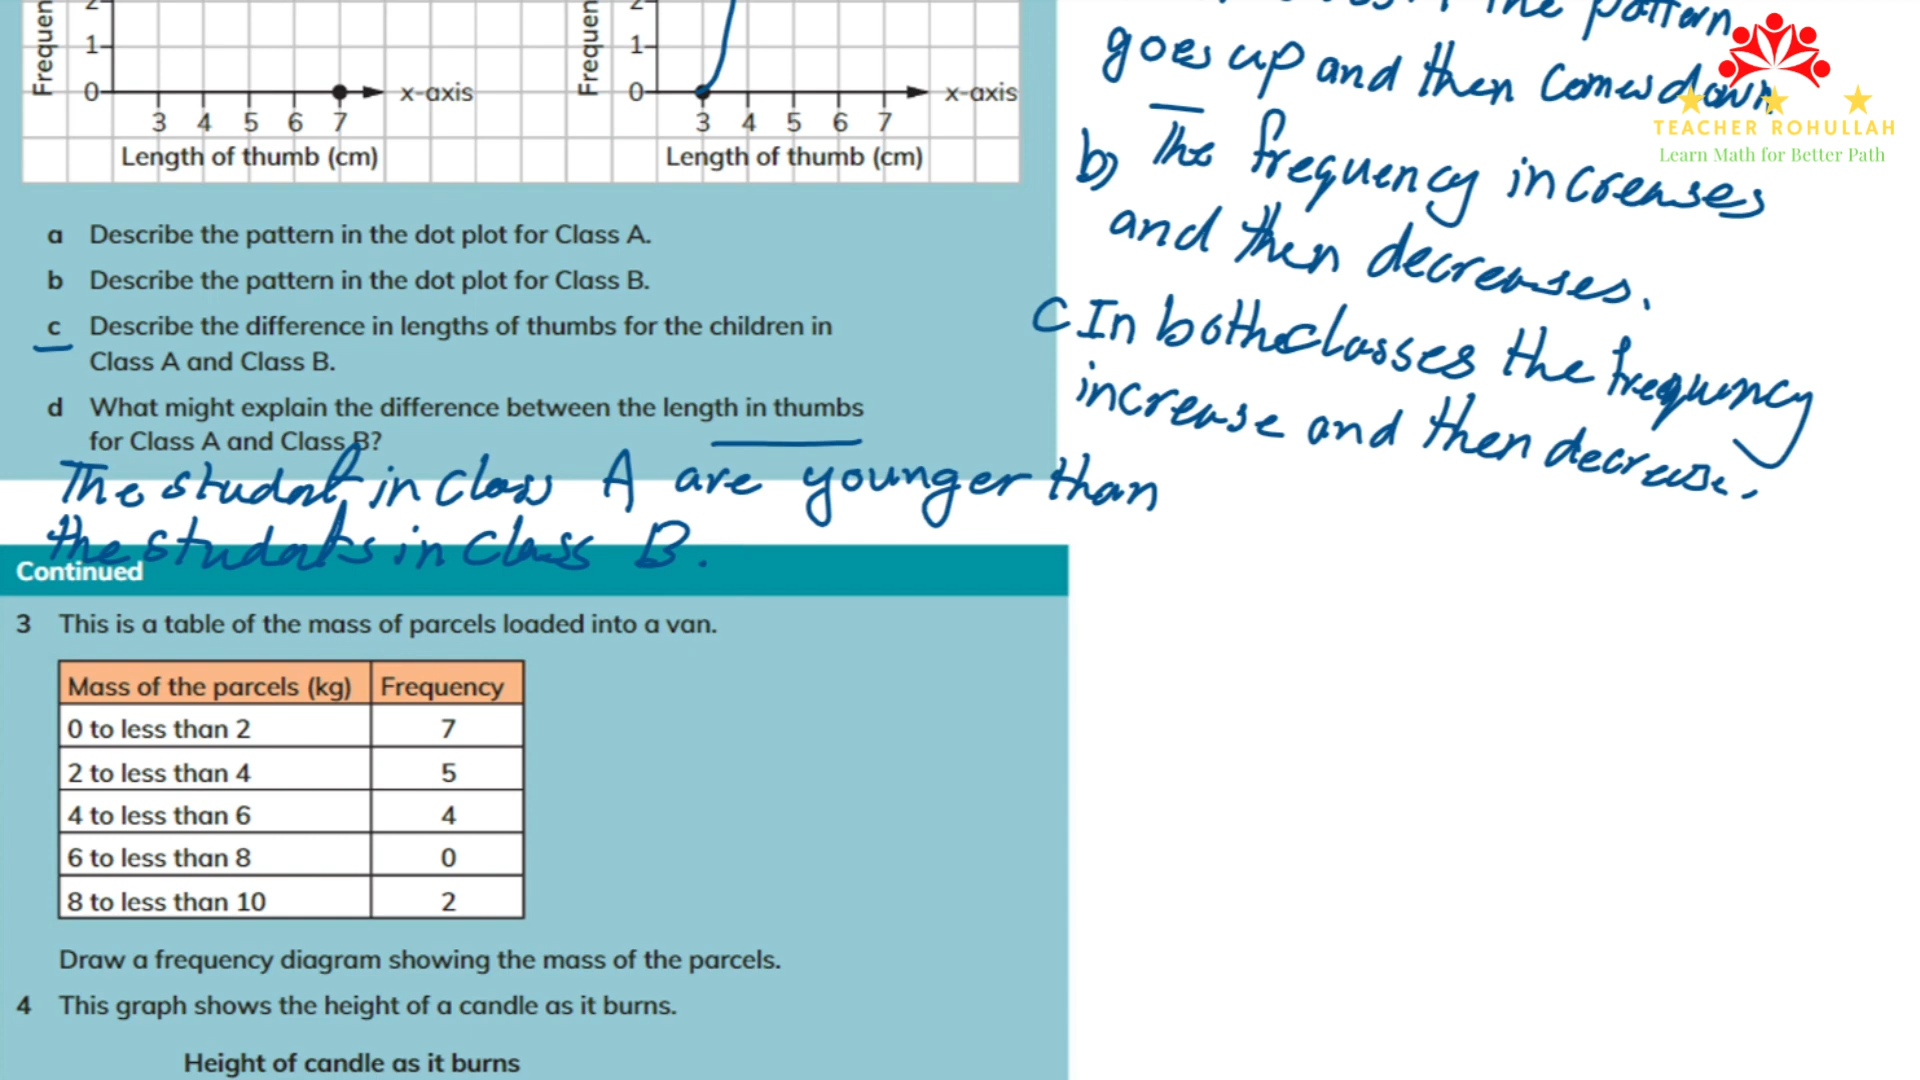 Frequen
2
1
0
x-axis
3 4 5 6 7
Length of thumb (cm)
Frequen
2
1
0
x-axis
3 4 5 6 7
Length of thumb (cm)
a Describe the pattern in the dot plot for Class A.
b Describe the pattern in the dot plot for Class B.
c Describe the difference in lengths of thumbs for the children in
Class A and Class B.
d What might explain the difference between the length in thumbs
for Class A and Class B?
The student in class A are younger than
the students in Class B.
Continued
3 This is a table of the mass of parcels loaded into a van.
Mass of the parcels (kg) Frequency
0 to less than 2 7
2 to less than 4 5
4 to less than 6 4
6 to less than 8 0
8 to less than 10 2
Draw a frequency diagram showing the mass of the parcels.
4 This graph shows the height of a candle as it burns.
Height of candle as it burns
the pattern
goes up and then comes down
b) The frequency increases
and then decreases.
C In both classes the frequency
increase and then decrease.
TEACHER ROHULLAH
Learn Math for Better Path